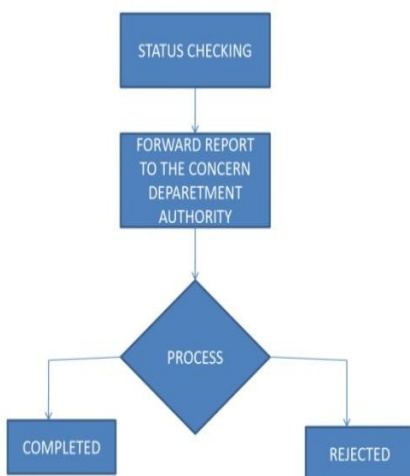 STATUS CHECKING
FORWARD REPORT
TO THE CONCERN
DEPARETMENT
AUTHORITY
PROCESS
COMPLETED
REJECTED